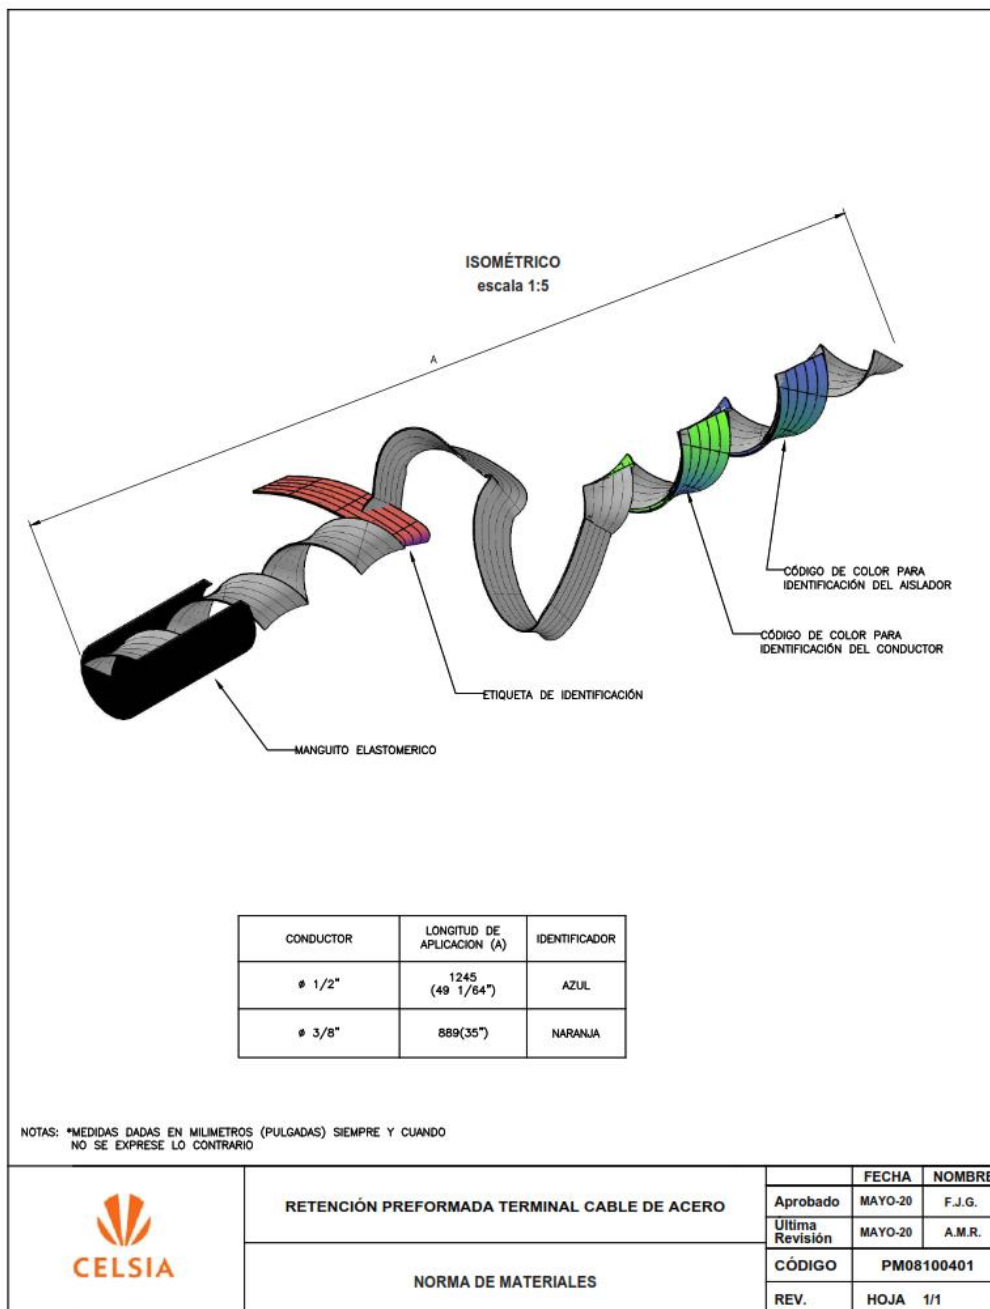 ISOMÉTRICO
escala 1:5
A
CÓDIGO DE COLOR PARA
IDENTIFICACIÓN DEL AISLADOR
CÓDIGO DE COLOR PARA
IDENTIFICACIÓN DEL CONDUCTOR
ETIQUETA DE IDENTIFICACIÓN
MANGUITO ELASTOMERICO
CONDUCTOR
LONGITUD DE
APLICACION (A)
IDENTIFICADOR
ø 1/2"
1245
(49 1/64")
AZUL
ø 3/8"
889(35")
NARANJA
NOTAS: *MEDIDAS DADAS EN MILIMETROS (PULGADAS) SIEMPRE Y CUANDO
NO SE EXPRESE LO CONTRARIO
CELSIA
RETENCIÓN PREFORMADA TERMINAL CABLE DE ACERO
NORMA DE MATERIALES
FECHA NOMBRE
Aprobado MAYO-20 F.J.G.
Última
Revisión MAYO-20 A.M.R.
CÓDIGO PM08100401
REV. HOJA 1/1